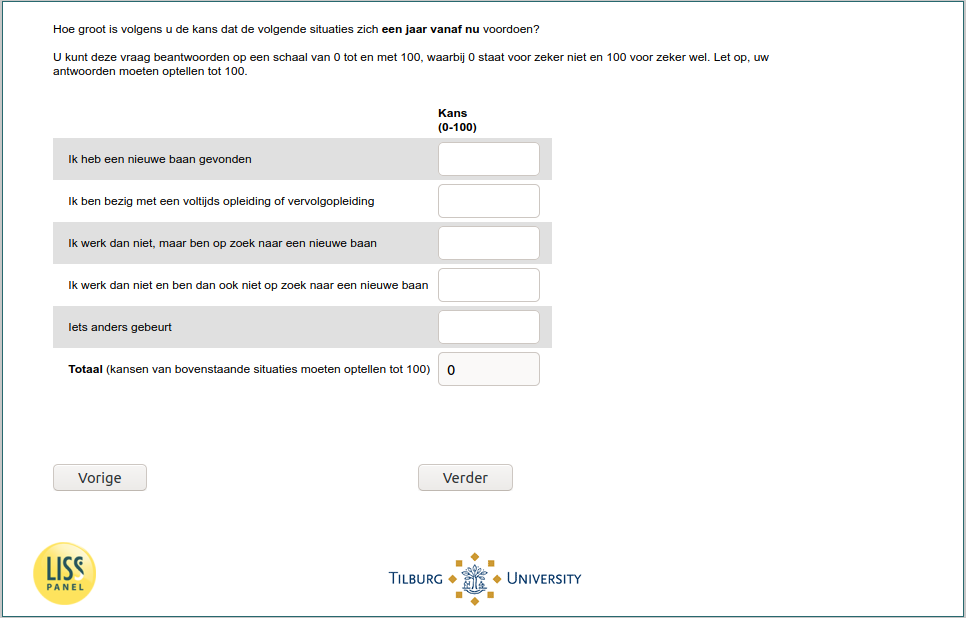 Hoe groot is volgens u de kans dat de volgende situaties zich een jaar vanaf nu voordoen?
U kunt deze vraag beantwoorden op een schaal van 0 tot en met 100, waarbij 0 staat voor zeker niet en 100 voor zeker wel. Let op, uw
antwoorden moeten optellen tot 100.
Kans
(0-100)
Ik heb een nieuwe baan gevonden
Ik ben bezig met een voltijds opleiding of vervolgopleiding
Ik werk dan niet, maar ben op zoek naar een nieuwe baan
Ik werk dan niet en ben dan ook niet op zoek naar een nieuwe baan
Iets anders gebeurt
Totaal (kansen van bovenstaande situaties moeten optellen tot 100) 0
Vorige Verder
LISS
PANEL
TILBURG UNIVERSITY